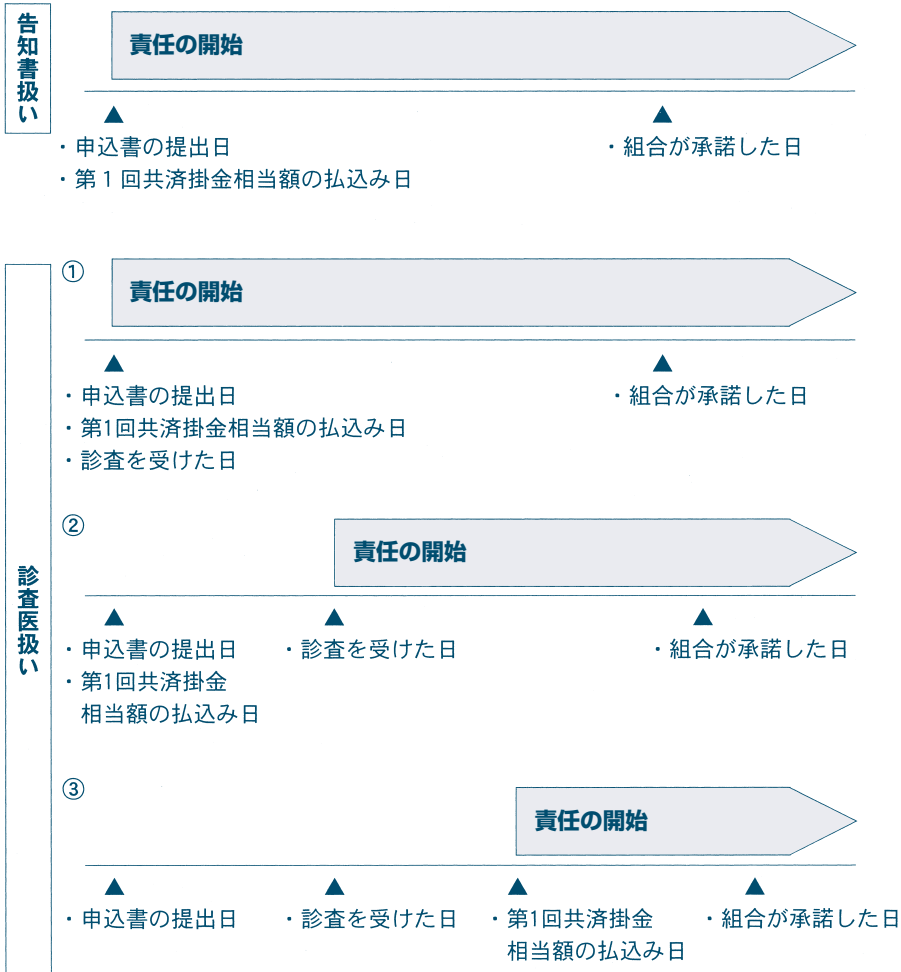 告知書扱い
責任の開始
▲ ▲
・申込書の提出日 ・組合が承諾した日
・第１回共済掛金相当額の払込み日
診査医扱い
①
責任の開始
▲ ▲
・申込書の提出日 ・組合が承諾した日
・第1回共済掛金相当額の払込み日
・診査を受けた日
②
責任の開始
▲ ▲ ▲
・申込書の提出日 ・診査を受けた日 ・組合が承諾した日
・第1回共済掛金
相当額の払込み日
③
責任の開始
▲ ▲ ▲ ▲
・申込書の提出日 ・診査を受けた日 ・第1回共済掛金 ・組合が承諾した日
相当額の払込み日